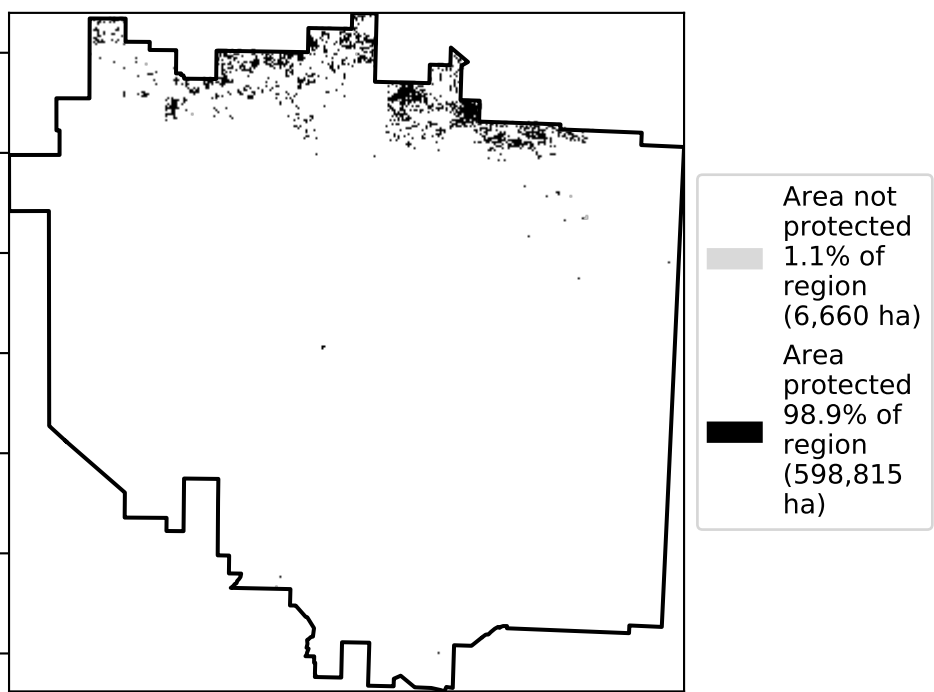 Area not
protected
1.1% of
region
(6,660 ha)
Area
protected
98.9% of
region
(598,815
ha)